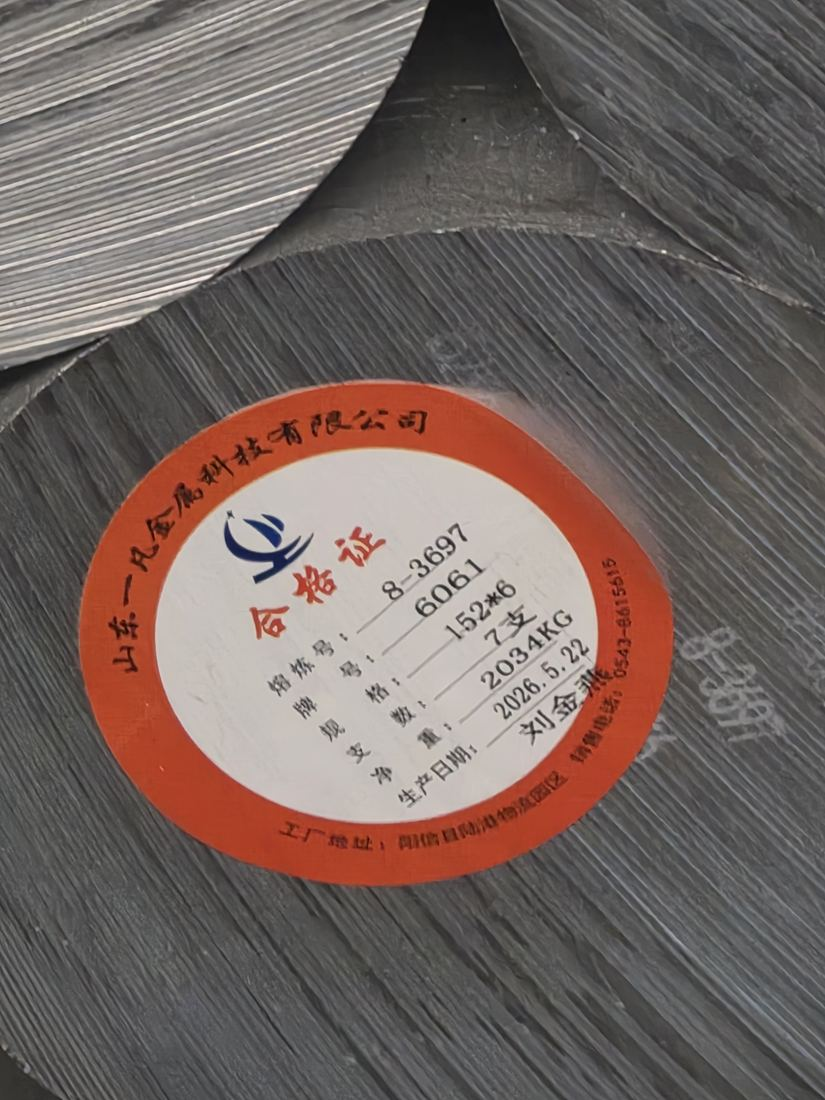 山东一凡金属科技有限公司
合格证
熔炼号： 8-3697
牌号： 6061
规格： 152*6
支数： 7支
净重： 2034KG
生产日期： 2026.5.22
刘金燕
工厂地址：阳信县陆港物流园区 销售电话：0543-8615615
8-3697